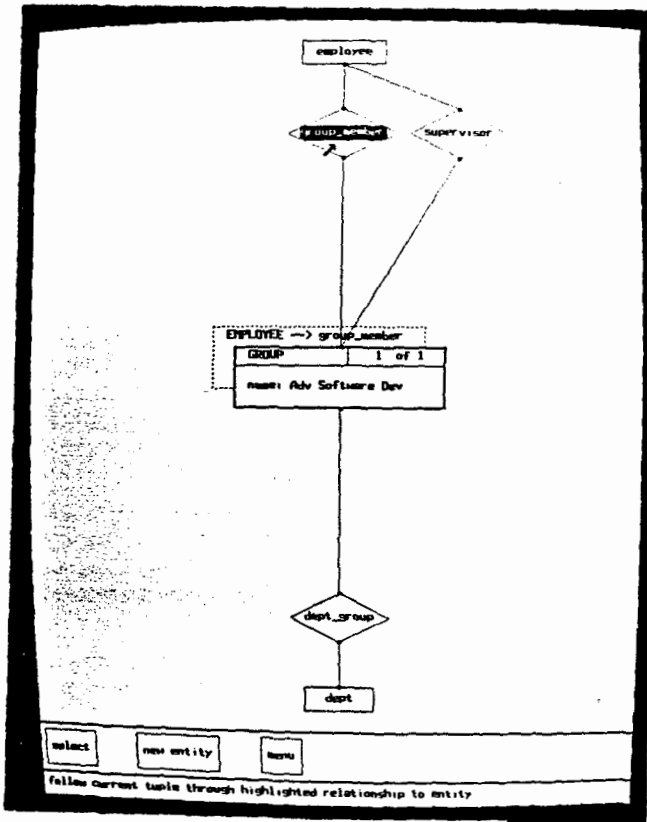 employee
group_member supervisor
EMPLOYEE ~> group_member
GROUP 1 of 1
name: Adv Software Dev
dept_group
dept
select new entity menu
follow current tuple through highlighted relationship to entity